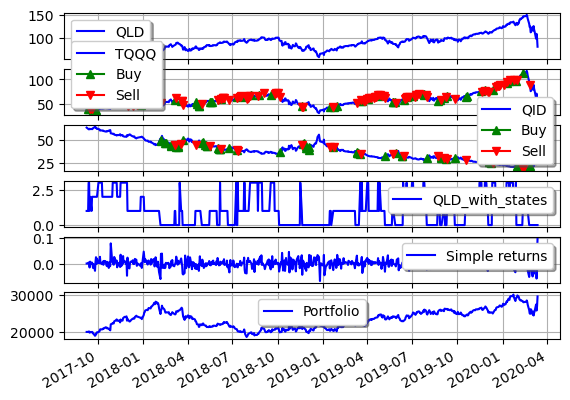 150
100
QLD
100
50
TQQQ
Buy
Sell
50
25
QID
Buy
Sell
2.5
0.0
QLD_with_states
0.1
0.0
Simple returns
30000
20000
Portfolio
2017-10
2018-01
2018-04
2018-07
2018-10
2019-01
2019-04
2019-07
2019-10
2020-01
2020-04